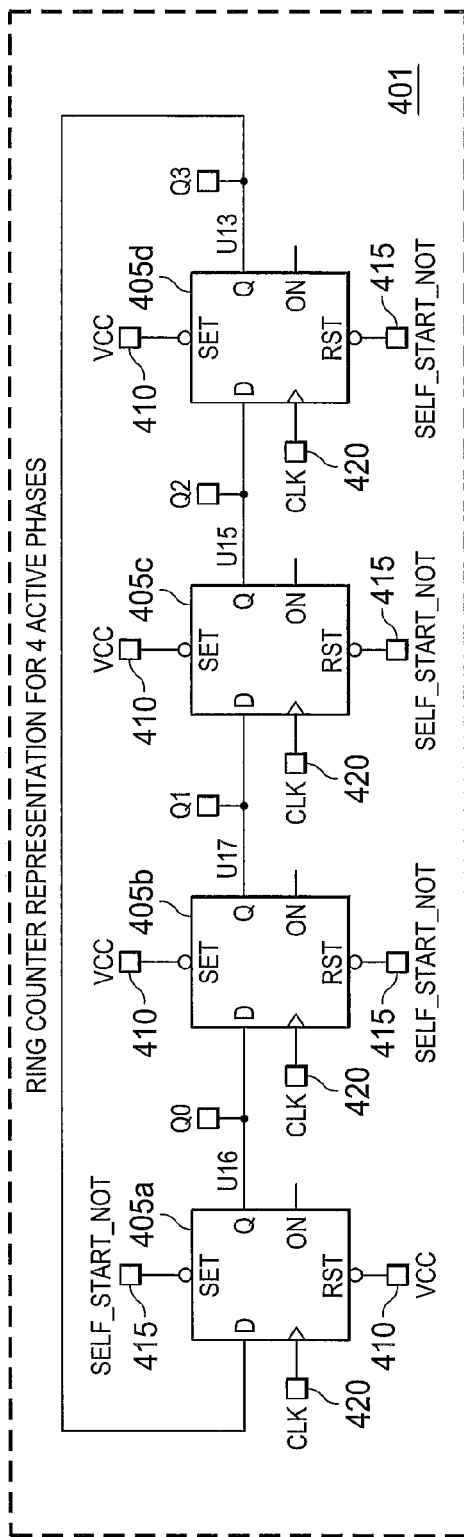 RING COUNTER REPRESENTATION FOR 4 ACTIVE PHASES
401
SELF_START_NOT
415
405a
SET
D
Q
U16
Q0
CLK
420
ON
RST
410
VCC
VCC
410
405b
SET
D
Q
U17
Q1
CLK
420
ON
RST
415
SELF_START_NOT
VCC
410
405c
SET
D
Q
U15
Q2
CLK
420
ON
RST
415
SELF_START_NOT
VCC
410
405d
SET
D
Q
U13
Q3
CLK
420
ON
RST
415
SELF_START_NOT